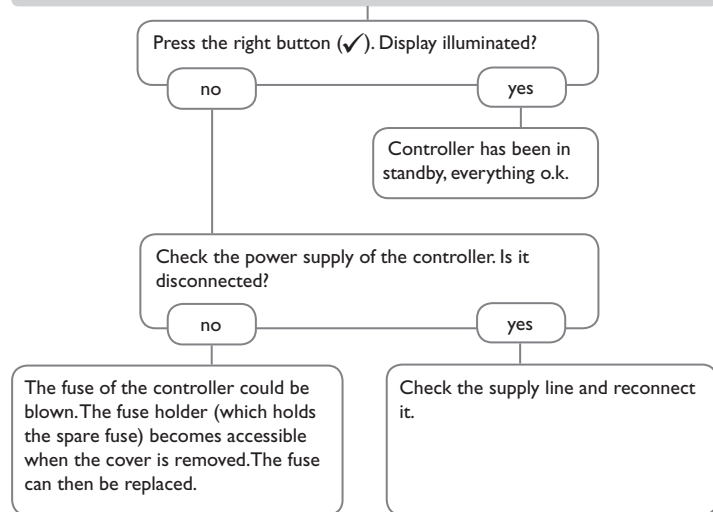 Press the right button (✓). Display illuminated?
no
yes
Controller has been in
standby, everything o.k.
Check the power supply of the controller. Is it
disconnected?
no
yes
The fuse of the controller could be
blown. The fuse holder (which holds
the spare fuse) becomes accessible
when the cover is removed. The fuse
can then be replaced.
Check the supply line and reconnect
it.